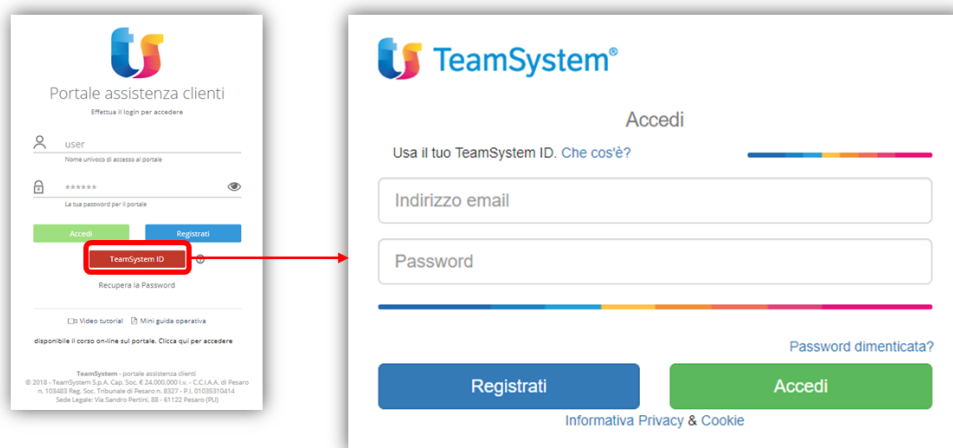 Portale assistenza clienti
Effettua il login per accedere
user
Nome univoco di accesso al portale
******
La tua password per il portale
Accedi
Registrati
TeamSystem ID
Recupera la Password
Video tutorial
Mini guida operativa
disponibile il corso on-line sul portale. Clicca qui per accedere
TeamSystem - portale assistenza clienti
© 2018 - TeamSystem S.p.A. Cap. Soc. € 24.000.000 i.v. - C.C.I.A.A. di Pesaro
n. 103483 Reg. Soc. Tribunale di Pesaro n. 8327 - P.I. 01035310414
Sede Legale: Via Sandro Pertini, 88 - 61122 Pesaro (PU)
TeamSystem®
Accedi
Usa il tuo TeamSystem ID. Che cos'è?
Indirizzo email
Password
Password dimenticata?
Registrati
Accedi
Informativa Privacy & Cookie